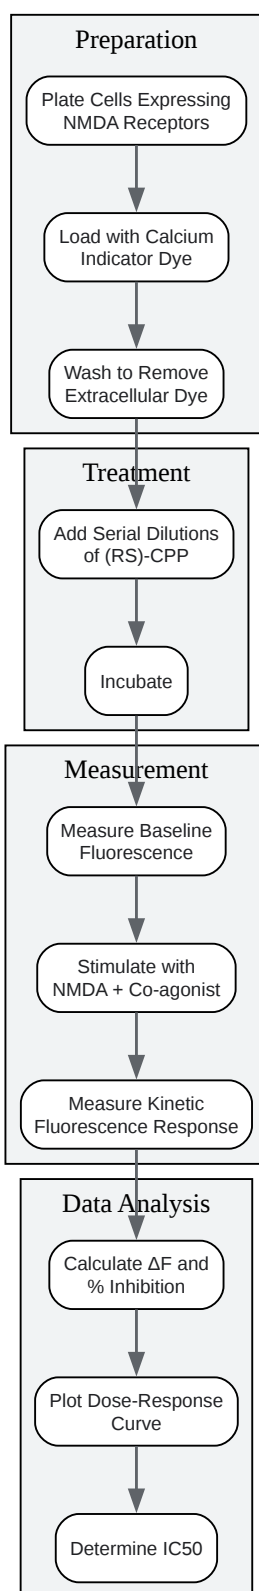 Preparation
Plate Cells Expressing
NMDA Receptors
Load with Calcium
Indicator Dye
Wash to Remove
Extracellular Dye
Treatment
Add Serial Dilutions
of (RS)-CPP
Incubate
Measurement
Measure Baseline
Fluorescence
Stimulate with
NMDA + Co-agonist
Measure Kinetic
Fluorescence Response
Data Analysis
Calculate ΔF and
% Inhibition
Plot Dose-Response
Curve
Determine IC50